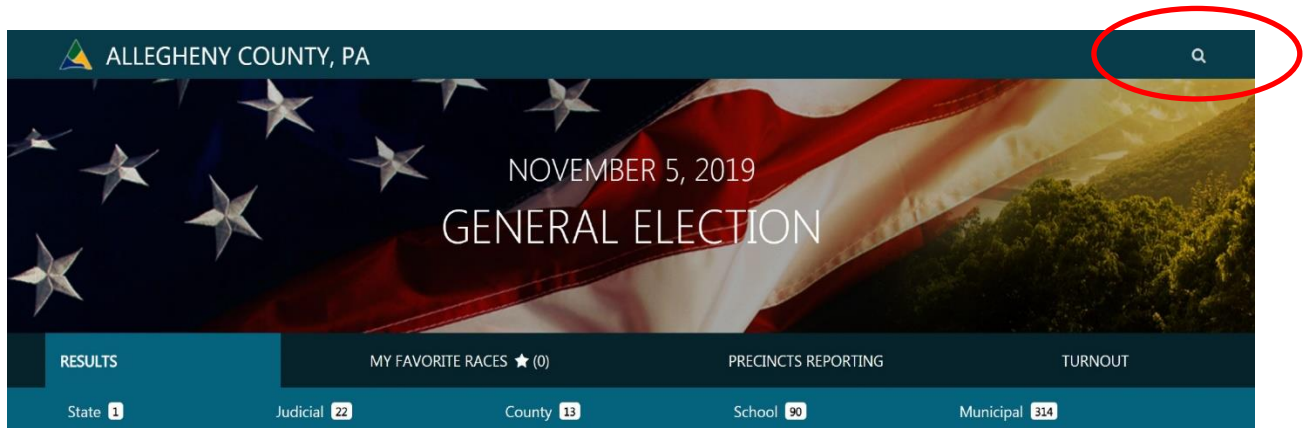 ALLEGHENY COUNTY, PA
NOVEMBER 5, 2019
GENERAL ELECTION
RESULTS MY FAVORITE RACES ★ (0) PRECINCTS REPORTING TURNOUT
State 1 Judicial 22 County 13 School 90 Municipal 314